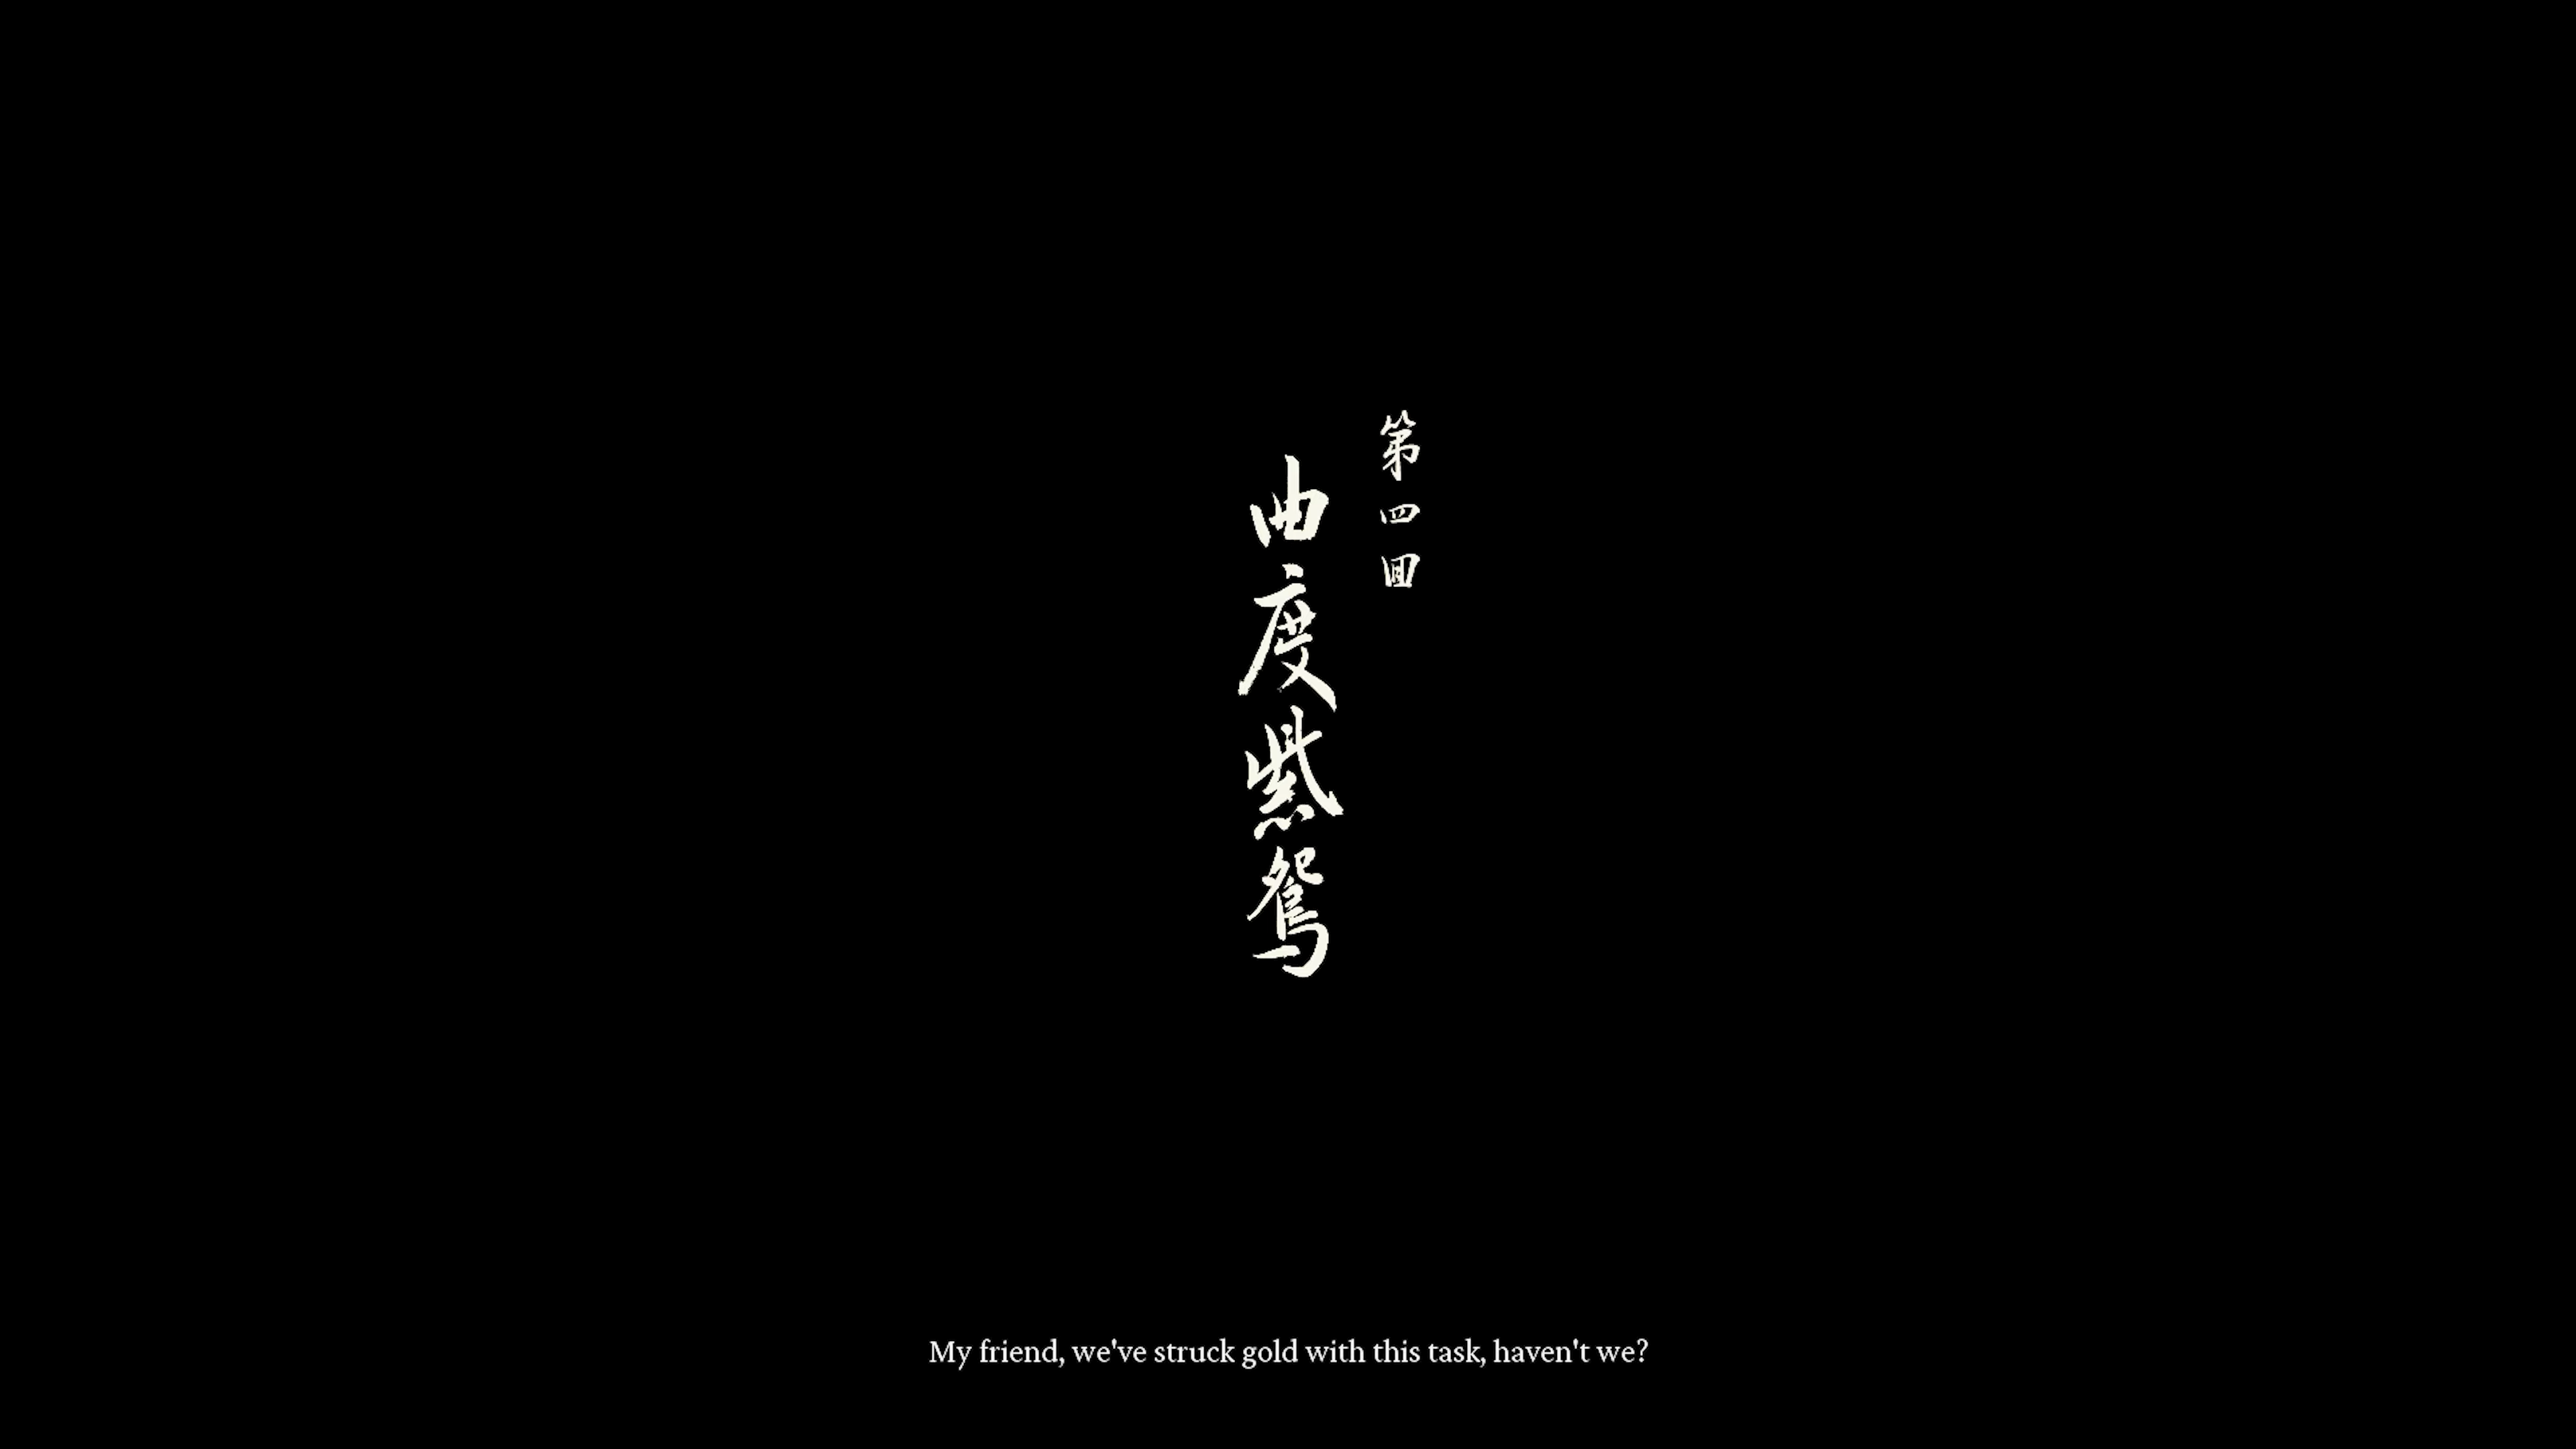 第四回
曲度紫鴛
My friend, we've struck gold with this task, haven't we?